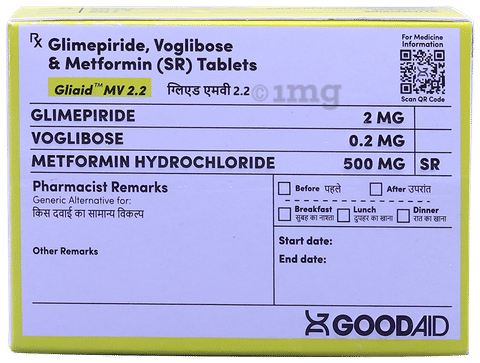 Rx Glimepiride, Voglibose
& Metformin (SR) Tablets
Gliaid™ MV 2.2 ग्लिएड एमवी 2.2
For Medicine
Information
Scan QR Code
1mg
GLIMEPIRIDE 2 MG
VOGLIBOSE 0.2 MG
METFORMIN HYDROCHLORIDE 500 MG SR
Pharmacist Remarks
Generic Alternative for:
किस दवाई का सामान्य विकल्प
Other Remarks
Before पहले After उपरांत
Breakfast Lunch Dinner
सुबह का नाश्ता दुपहर का खाना रात का खाना
Start date:
End date:
GOODAID